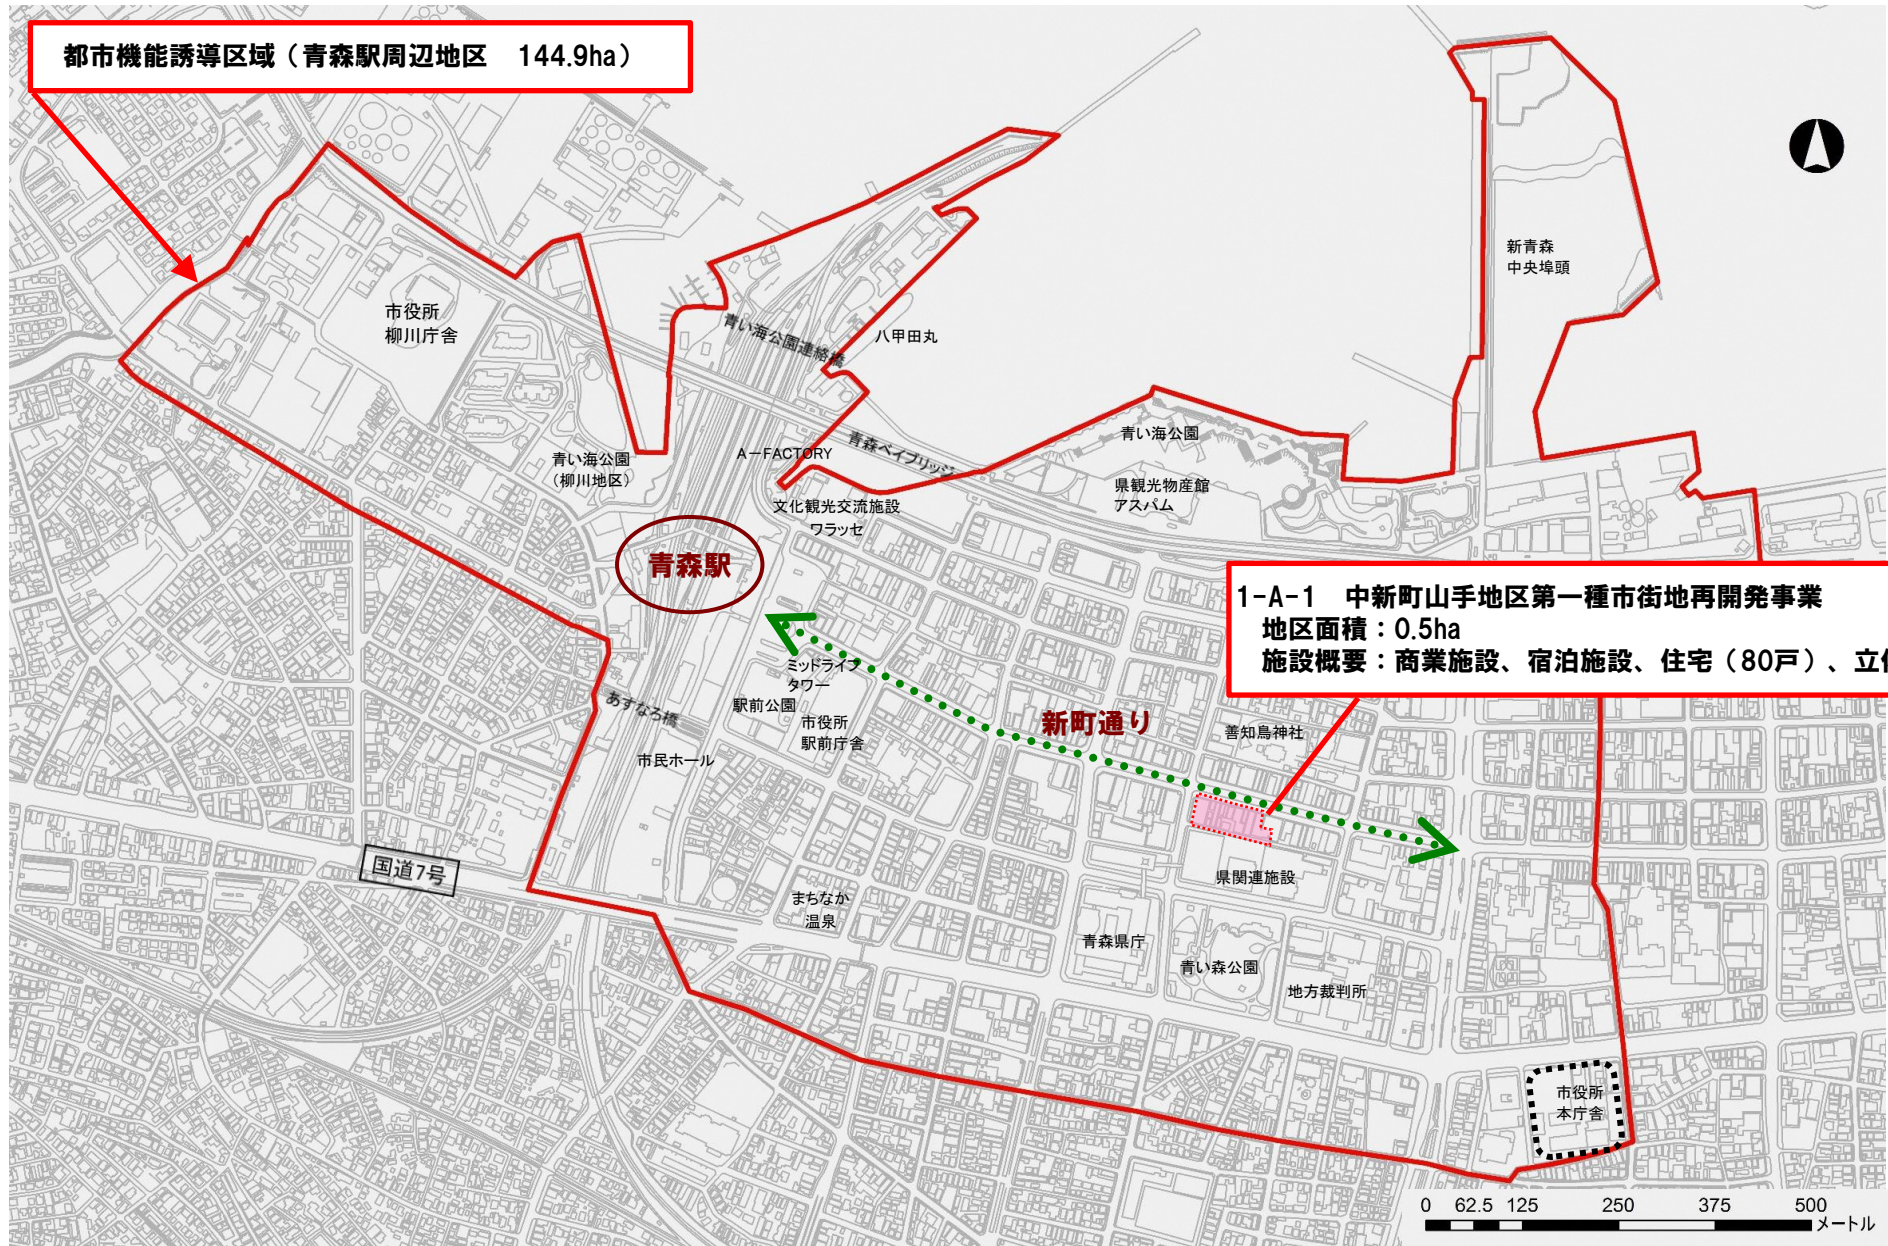 都市機能誘導区域（青森駅周辺地区　144.9ha）
新青森
中央埠頭
市役所
柳川庁舎
青い海公園連絡橋
八甲田丸
青い海公園
（柳川地区）
A－FACTORY
青森ベイブリッジ
青い海公園
県観光物産館
アスパム
文化観光交流施設
ワラッセ
青森駅
1-A-1　中新町山手地区第一種市街地再開発事業
地区面積：0.5ha
施設概要：商業施設、宿泊施設、住宅（80戸）、立
ミッドライフ
タワー
駅前公園
市役所
駅前庁舎
あすなろ橋
市民ホール
新町通り
善知鳥神社
国道7号
まちなか
温泉
県関連施設
青森県庁
青い森公園
地方裁判所
市役所
本庁舎
0 62.5 125 250 375 500
メートル